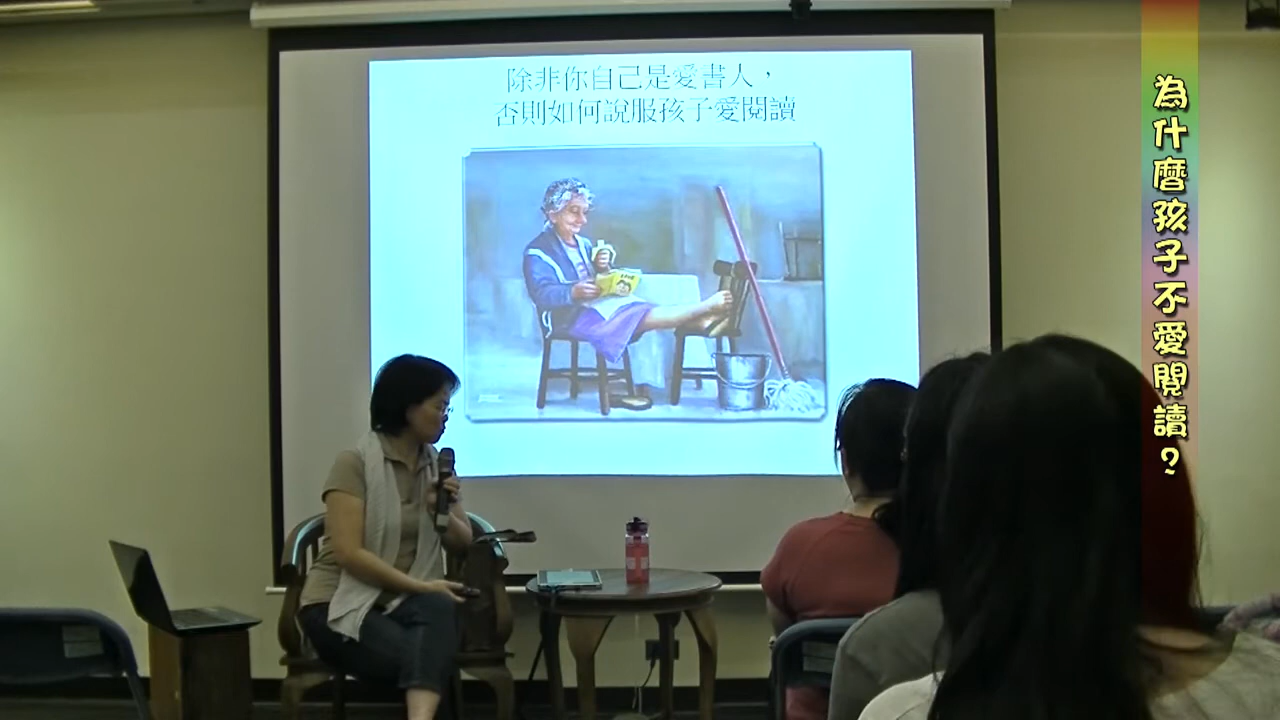 除非你自己是愛書人，
否則如何說服孩子愛閱讀
為什麼孩子不愛閱讀？